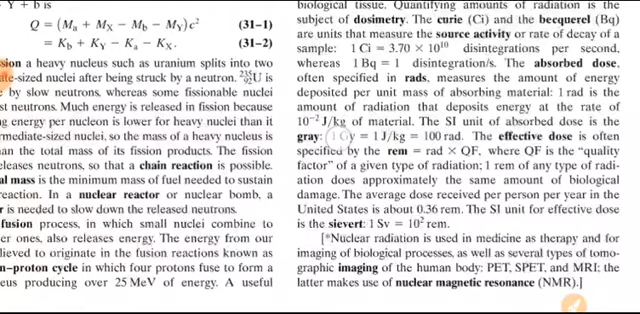 Y + b is
Q = (Ma + MX − Mb − MY)c² (31–1)
= Kb + KY − Ka − KX. (31–2)
sion a heavy nucleus such as uranium splits into two
ate-sized nuclei after being struck by a neutron. ²³⁵₉₂U is
by slow neutrons, whereas some fissionable nuclei
st neutrons. Much energy is released in fission because
g energy per nucleon is lower for heavy nuclei than it
rmediate-sized nuclei, so the mass of a heavy nucleus is
an the total mass of its fission products. The fission
eleases neutrons, so that a chain reaction is possible.
al mass is the minimum mass of fuel needed to sustain
reaction. In a nuclear reactor or nuclear bomb, a
r is needed to slow down the released neutrons.
fusion process, in which small nuclei combine to
er ones, also releases energy. The energy from our
lieved to originate in the fusion reactions known as
n–proton cycle in which four protons fuse to form a
eus producing over 25 MeV of energy. A useful
biological tissue. Quantifying amounts of radiation is the
subject of dosimetry. The curie (Ci) and the becquerel (Bq)
are units that measure the source activity or rate of decay of a
sample: 1 Ci = 3.70 × 10¹⁰ disintegrations per second,
whereas 1 Bq = 1 disintegration/s. The absorbed dose,
often specified in rads, measures the amount of energy
deposited per unit mass of absorbing material: 1 rad is the
amount of radiation that deposits energy at the rate of
10⁻² J/kg of material. The SI unit of absorbed dose is the
gray: 1 Gy = 1 J/kg = 100 rad. The effective dose is often
specified by the rem = rad × QF, where QF is the “quality
factor” of a given type of radiation; 1 rem of any type of radi-
ation does approximately the same amount of biological
damage. The average dose received per person per year in the
United States is about 0.36 rem. The SI unit for effective dose
is the sievert: 1 Sv = 10² rem.
[*Nuclear radiation is used in medicine as therapy and for
imaging of biological processes, as well as several types of tomo-
graphic imaging of the human body: PET, SPET, and MRI; the
latter makes use of nuclear magnetic resonance (NMR).]